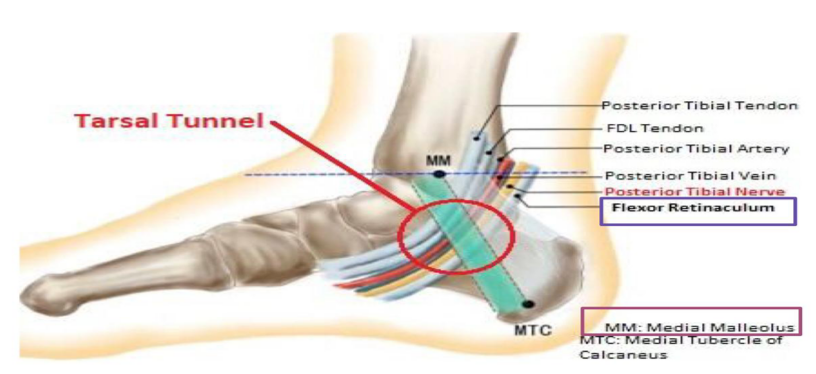 Posterior Tibial Tendon
Tarsal Tunnel
FDL Tendon
Posterior Tibial Artery
MM
Posterior Tibial Vein
Posterior Tibial Nerve
Flexor Retinaculum
MTC
MM: Medial Malleolus
MTC: Medial Tubercle of
Calcaneus